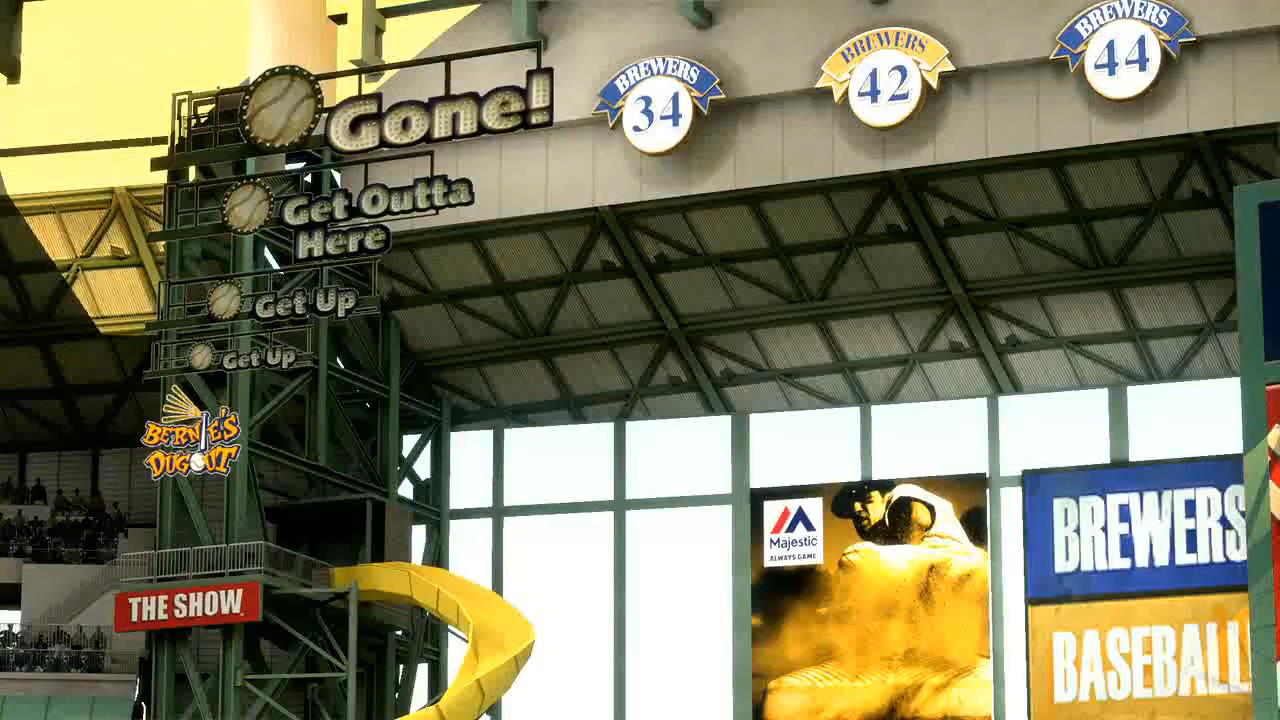 Gone!
Get Outta
Here
Get Up
Get Up
BERNIE'S
DUGOUT
THE SHOW
BREWERS
34
BREWERS
42
BREWERS
44
Majestic
ALWAYS GAME
BREWERS
BASEBALL